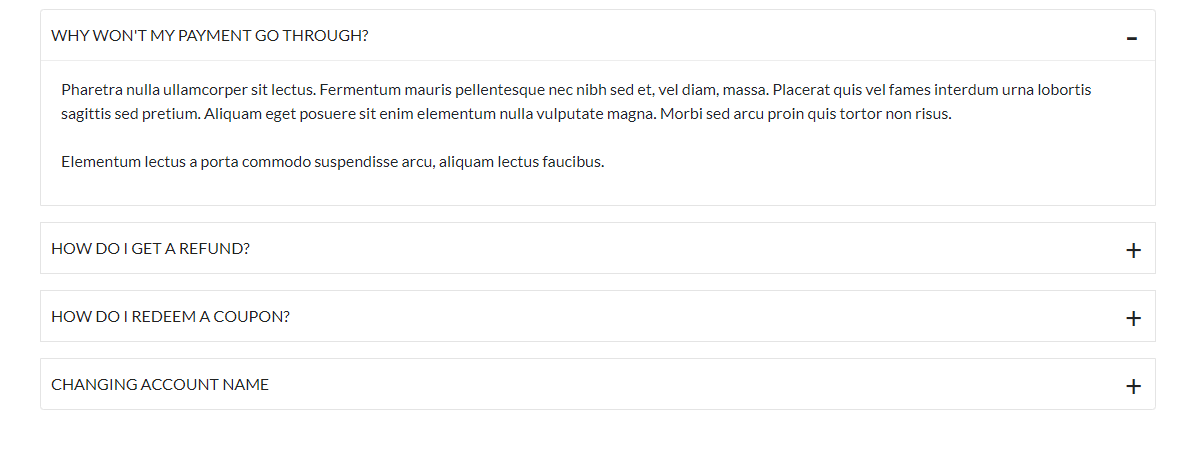 WHY WON'T MY PAYMENT GO THROUGH?
Pharetra nulla ullamcorper sit lectus. Fermentum mauris pellentesque nec nibh sed et, vel diam, massa. Placerat quis vel fames interdum urna lobortis
sagittis sed pretium. Aliquam eget posuere sit enim elementum nulla vulputate magna. Morbi sed arcu proin quis tortor non risus.
Elementum lectus a porta commodo suspendisse arcu, aliquam lectus faucibus.
HOW DO I GET A REFUND?
HOW DO I REDEEM A COUPON?
CHANGING ACCOUNT NAME